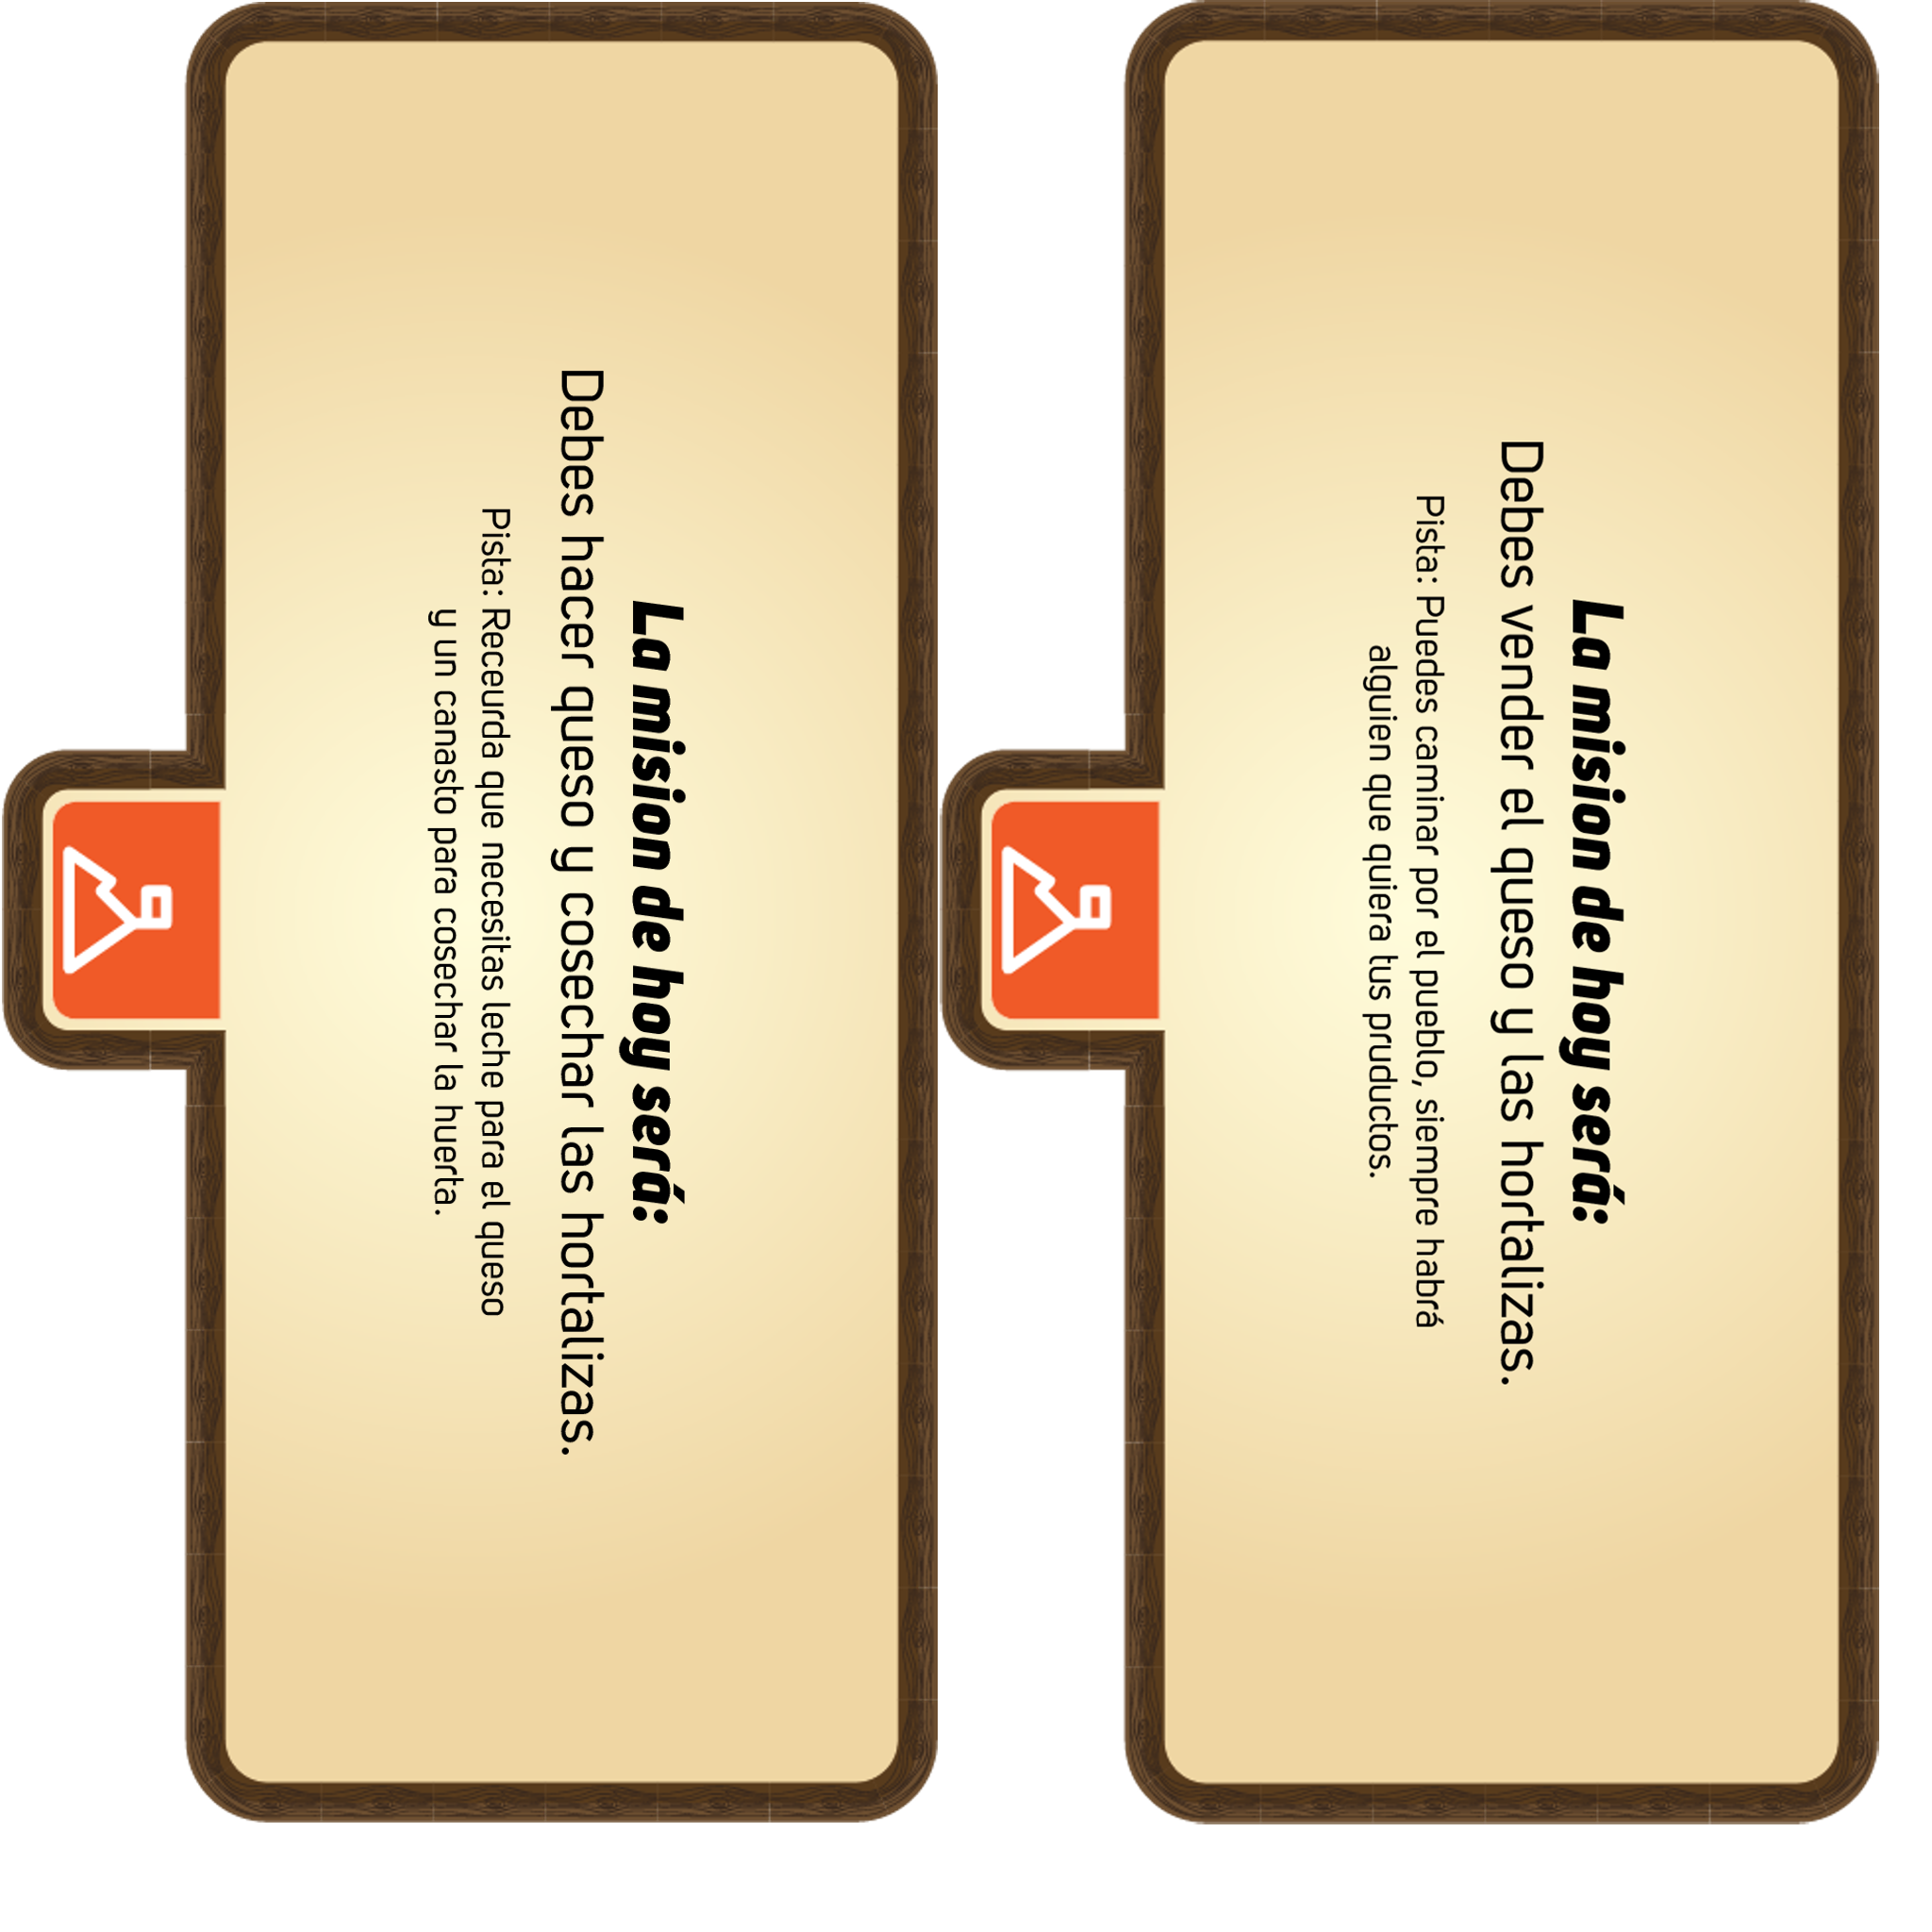 La mision de hoy será:
Debes hacer queso y cosechar las hortalizas.
Pista: Receurda que necesitas leche para el queso
y un canasto para cosechar la huerta.
La mision de hoy será:
Debes vender el queso y las hortalizas.
Pista: Puedes caminar por el pueblo, siempre habrá
alguien que quiera tus pruductos.